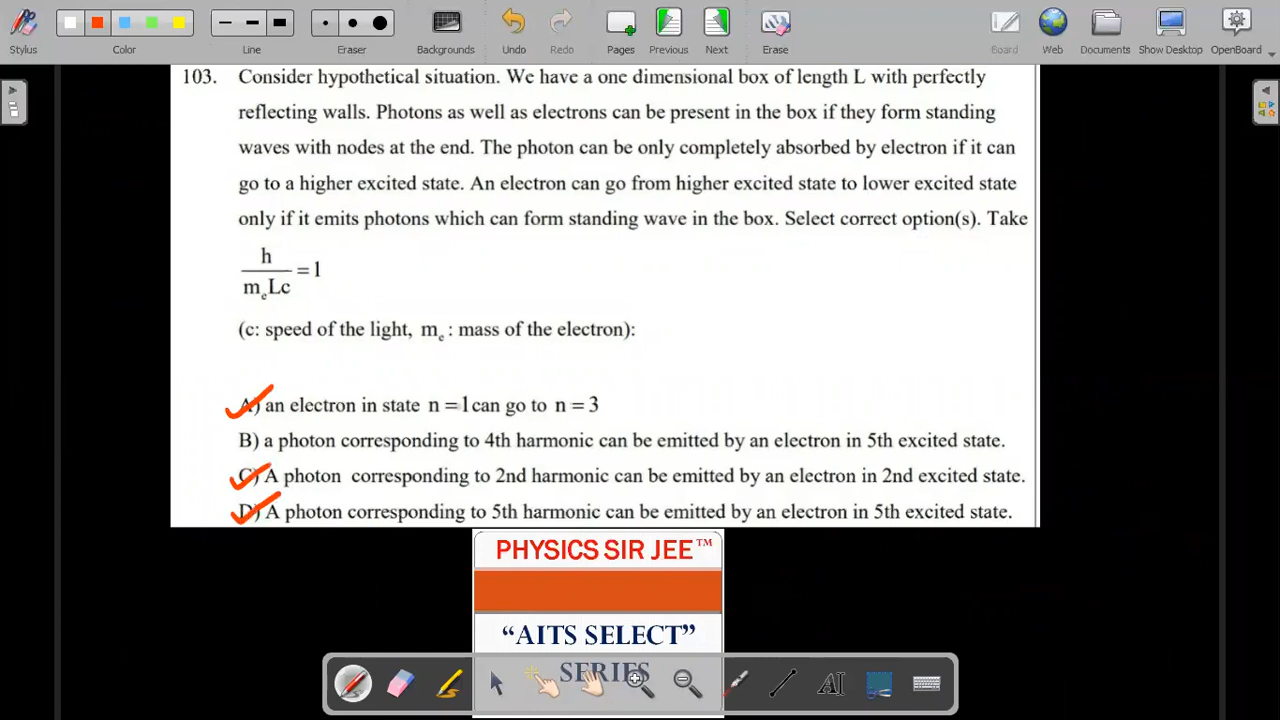 Stylus
Color
Line
Eraser
Backgrounds
Undo
Redo
Pages
Previous
Next
Erase
Board
Web
Documents
Show Desktop
OpenBoard
103. Consider hypothetical situation. We have a one dimensional box of length L with perfectly
reflecting walls. Photons as well as electrons can be present in the box if they form standing
waves with nodes at the end. The photon can be only completely absorbed by electron if it can
go to a higher excited state. An electron can go from higher excited state to lower excited state
only if it emits photons which can form standing wave in the box. Select correct option(s). Take
h
/ mₑLc = 1
(c: speed of the light, mₑ : mass of the electron):
A) an electron in state n = 1 can go to n = 3
B) a photon corresponding to 4th harmonic can be emitted by an electron in 5th excited state.
C) A photon corresponding to 2nd harmonic can be emitted by an electron in 2nd excited state.
D) A photon corresponding to 5th harmonic can be emitted by an electron in 5th excited state.
PHYSICS SIR JEE™
“AITS SELECT”
SERIES